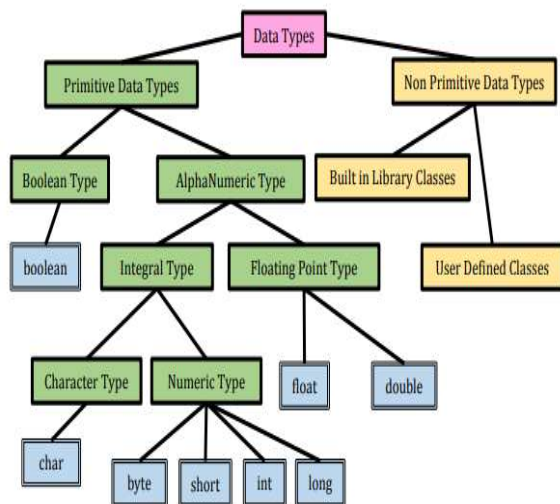 Data Types
Primitive Data Types
Non Primitive Data Types
Boolean Type
AlphaNumeric Type
Built in Library Classes
boolean
Integral Type
Floating Point Type
User Defined Classes
Character Type
Numeric Type
float
double
char
byte
short
int
long